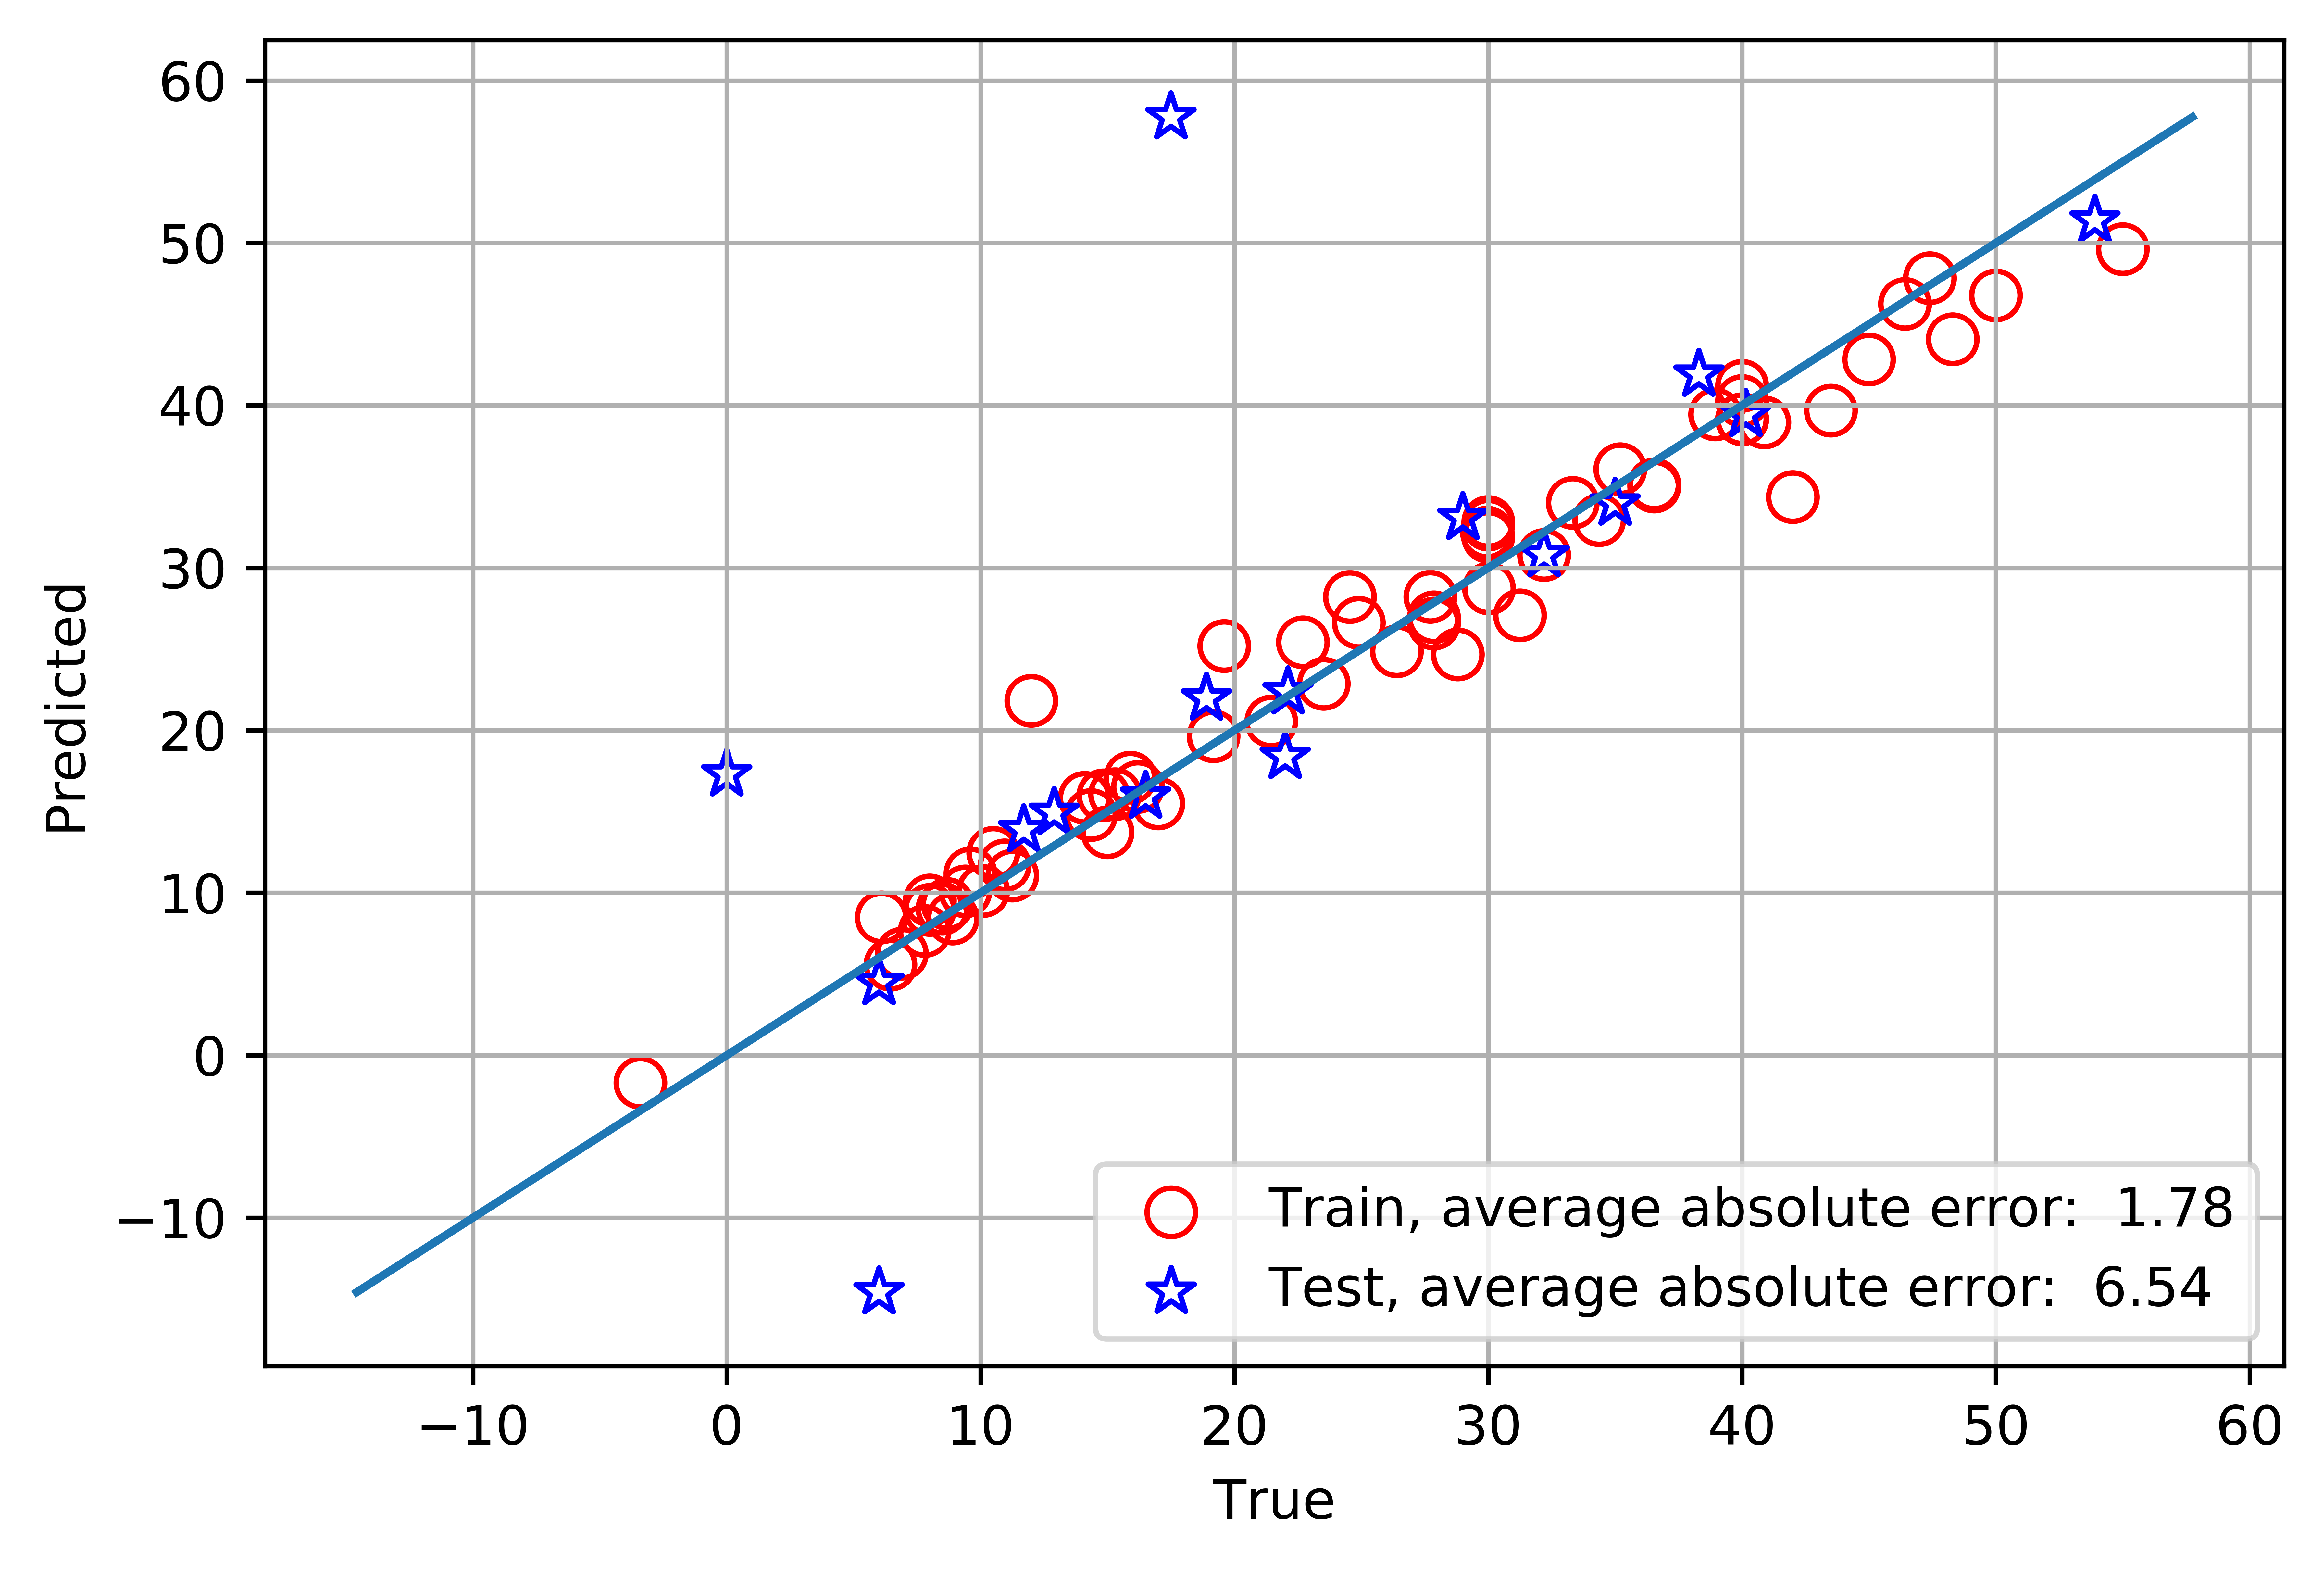 60
50
40
30
20
10
0
−10
Predicted
Train, average absolute error: 1.78
Test, average absolute error: 6.54
−10 0 10 20 30 40 50 60
True